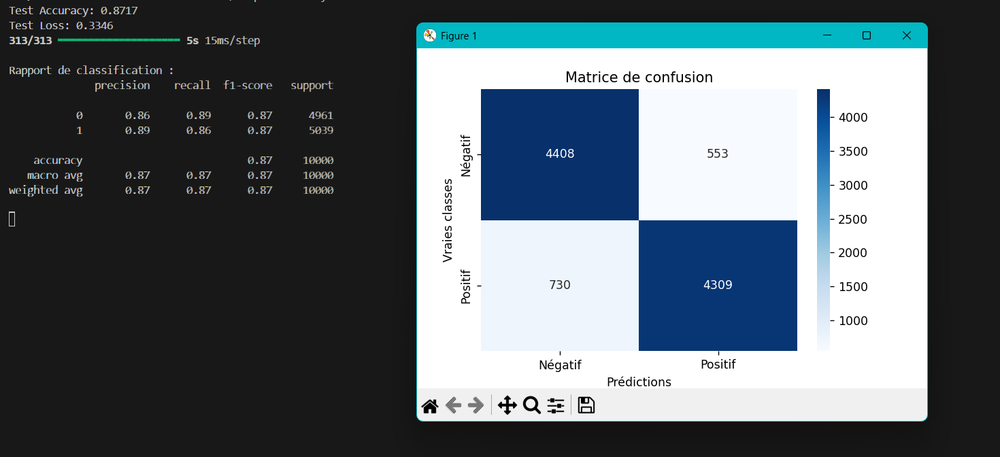 Test Accuracy: 0.8717
Test Loss: 0.3346
313/313 ━━━━━━━━━━━━━━━━━━━━ 5s 15ms/step
Rapport de classification :
precision recall f1-score support
0 0.86 0.89 0.87 4961
1 0.89 0.86 0.87 5039
accuracy 0.87 10000
macro avg 0.87 0.87 0.87 10000
weighted avg 0.87 0.87 0.87 10000
Figure 1
Matrice de confusion
Vraies classes
Négatif
Positif
4408 553
730 4309
Négatif Positif
Prédictions
4000
3500
3000
2500
2000
1500
1000